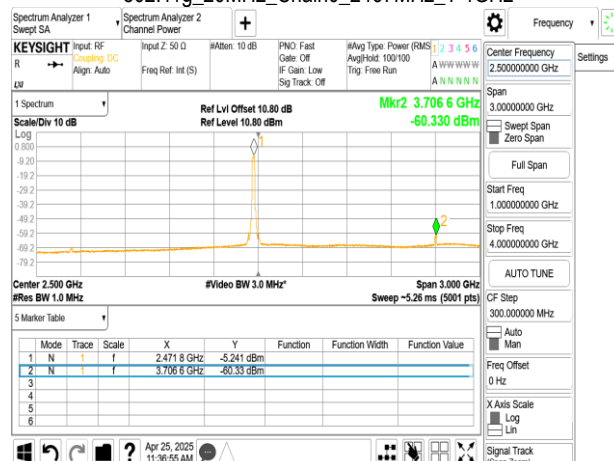 Spectrum Analyzer 1
Swept SA
Spectrum Analyzer 2
Channel Power
+
Frequency
Settings
KEYSIGHT
R
Input: RF
Coupling: DC
Align: Auto
Input Z: 50 Ω
Freq Ref: Int (S)
#Atten: 10 dB
PNO: Fast
Gate: Off
IF Gain: Low
Sig Track: Off
#Avg Type: Power (RMS
Avg|Hold: 100/100
Trig: Free Run
1 2 3 4 5 6
A W W W W W
A N N N N N
1 Spectrum
Scale/Div 10 dB
Ref Lvl Offset 10.80 dB
Ref Level 10.80 dBm
Mkr2 3.706 6 GHz
-60.330 dBm
Log
0.800
-9.20
-19.2
-29.2
-39.2
-49.2
-59.2
-69.2
-79.2
1
2
Center 2.500 GHz
#Res BW 1.0 MHz
#Video BW 3.0 MHz*
Span 3.000 GHz
Sweep ~5.26 ms (5001 pts)
5 Marker Table
Mode Trace Scale X Y Function Function Width Function Value
1 N 1 f 2.471 8 GHz -5.241 dBm
2 N 1 f 3.706 6 GHz -60.33 dBm
3
4
5
6
?
Apr 25, 2025
11:36:55 AM
Center Frequency
2.500000000 GHz
Span
3.00000000 GHz
Swept Span
Zero Span
Full Span
Start Freq
1.000000000 GHz
Stop Freq
4.000000000 GHz
AUTO TUNE
CF Step
300.000000 MHz
Auto
Man
Freq Offset
0 Hz
X Axis Scale
Log
Lin
Signal Track